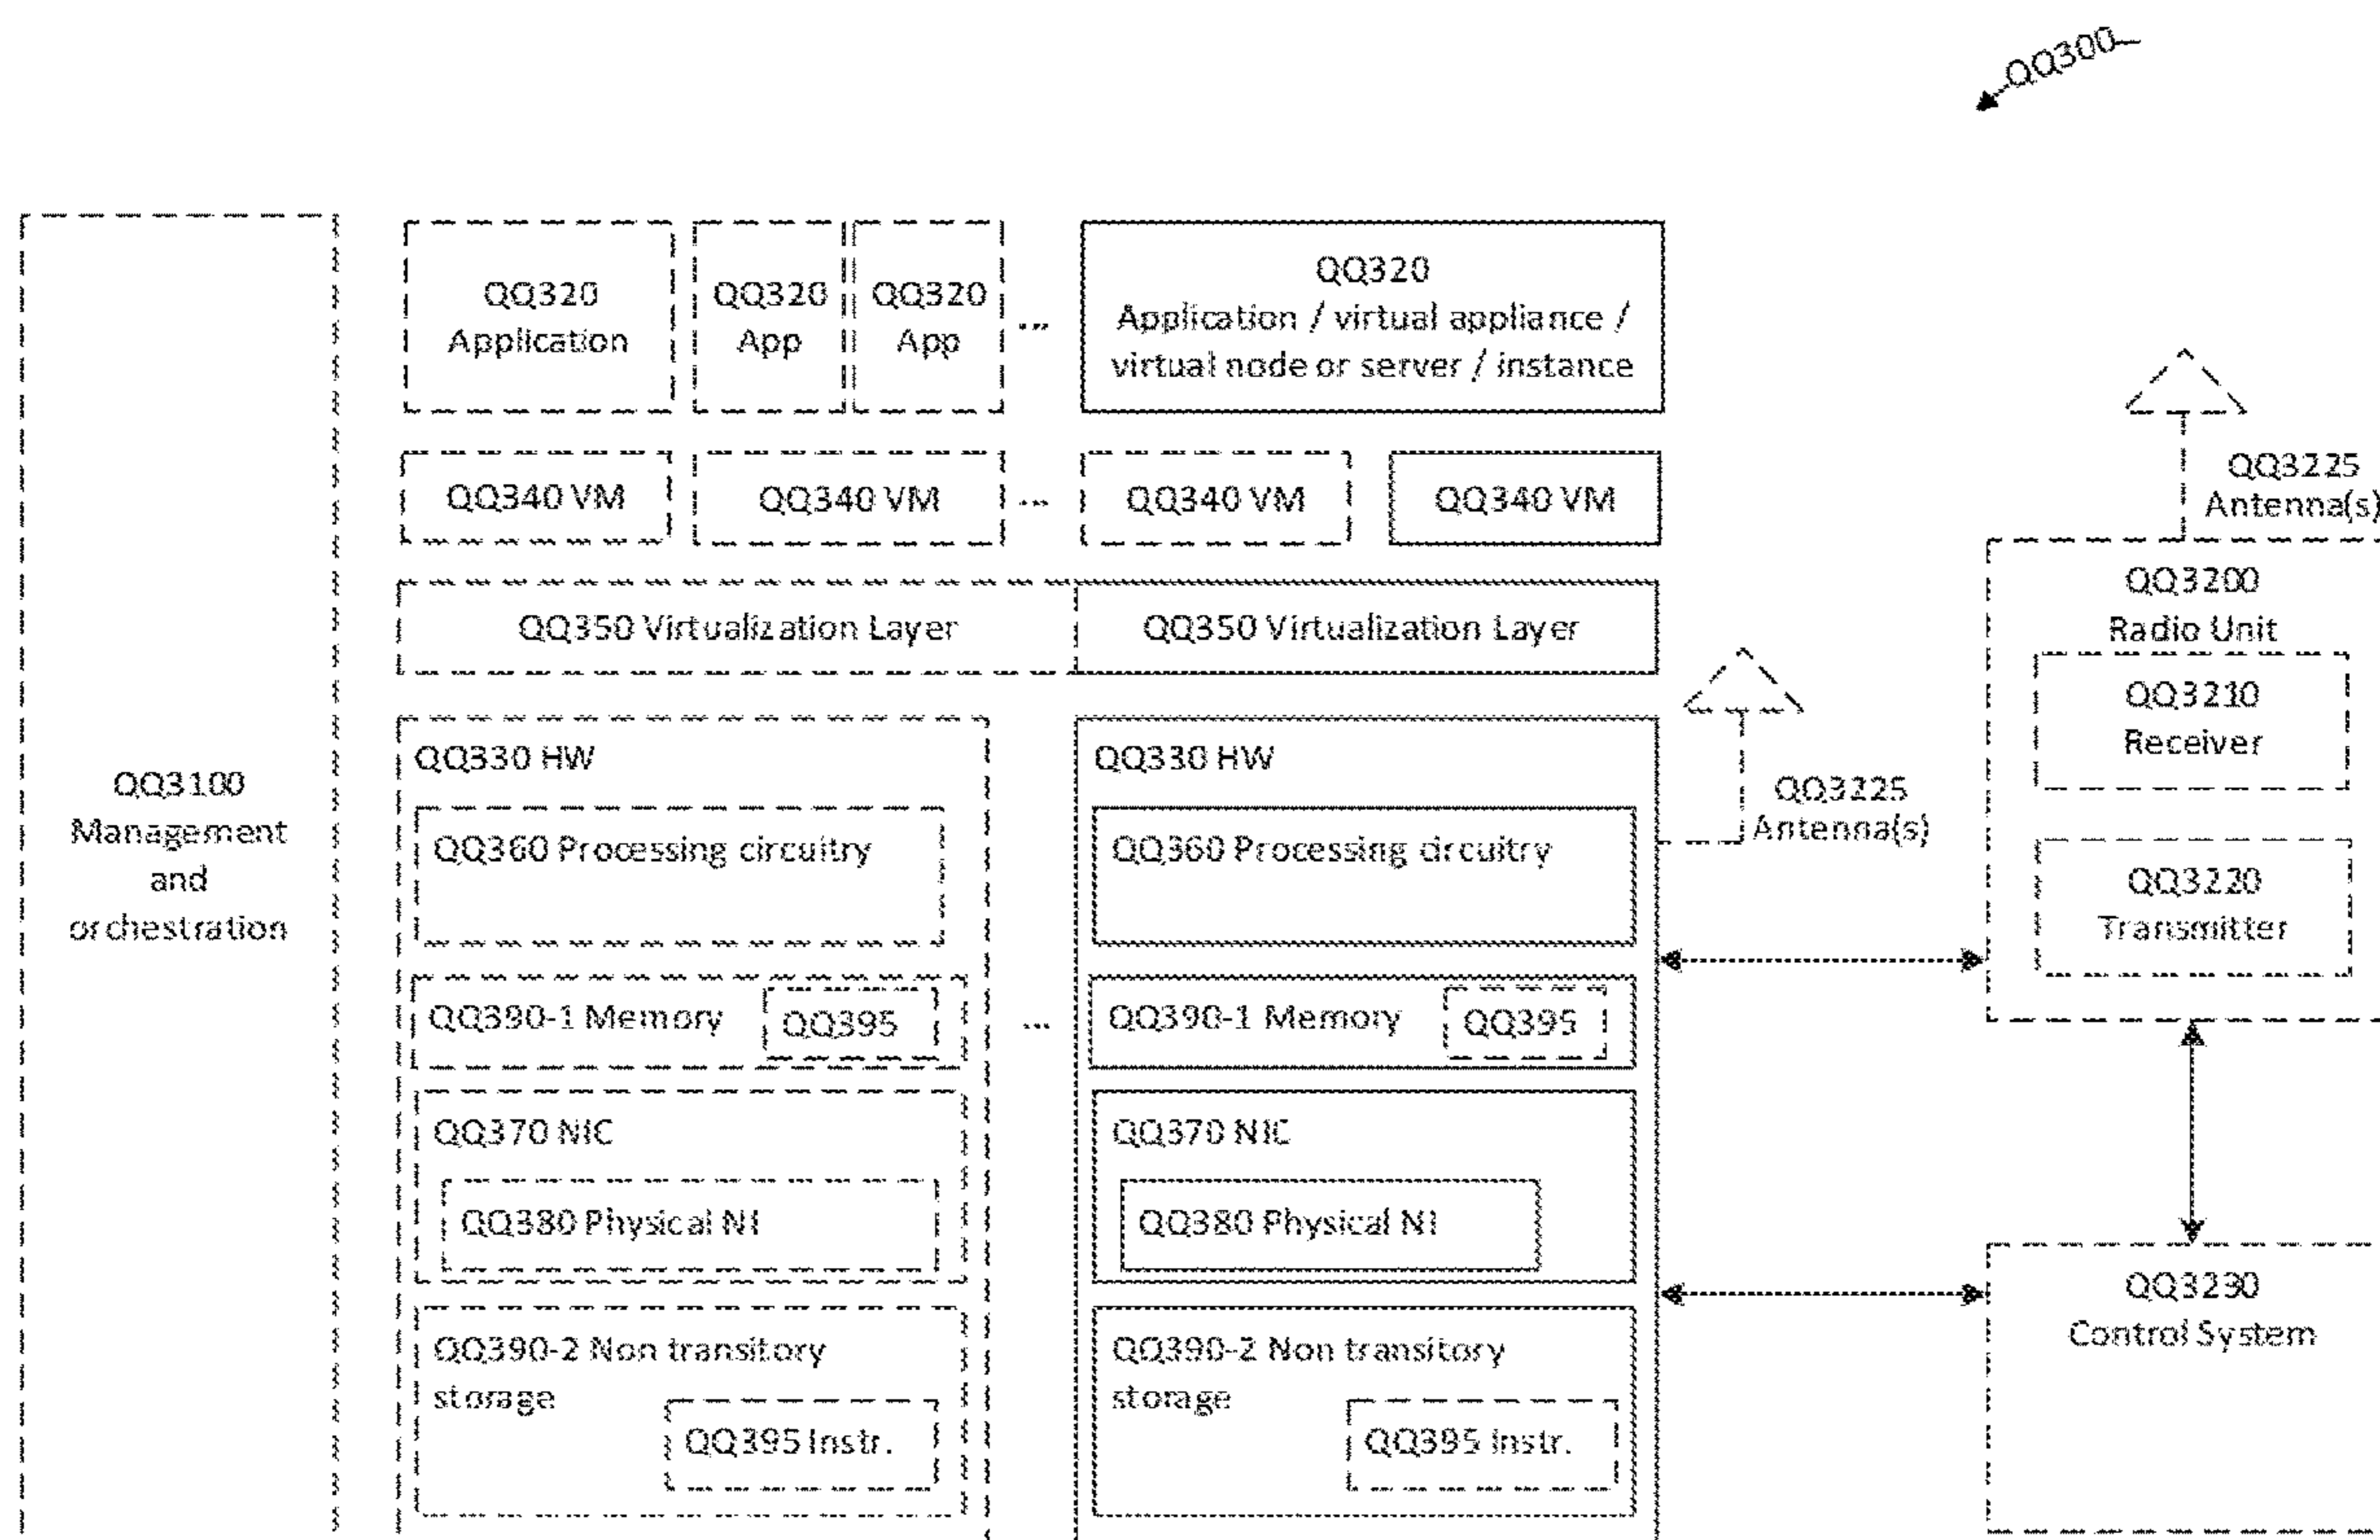 QQ300
QQ320
Application
QQ320
App
QQ320
App
...
QQ320
Application / virtual appliance /
virtual node or server / instance
QQ340 VM
QQ340 VM
...
QQ340 VM
QQ340 VM
QQ350 Virtualization Layer
QQ350 Virtualization Layer
QQ3100
Management
and
orchestration
QQ330 HW
QQ360 Processing circuitry
QQ390-1 Memory
QQ395
QQ370 NIC
QQ380 Physical NI
QQ390-2 Non transitory
storage
QQ395 Instr.
...
QQ330 HW
QQ360 Processing circuitry
QQ390-1 Memory
QQ395
QQ370 NIC
QQ380 Physical NI
QQ390-2 Non transitory
storage
QQ395 Instr.
QQ3225
Antenna(s)
QQ3225
Antenna(s)
QQ3200
Radio Unit
QQ3210
Receiver
QQ3220
Transmitter
QQ3230
Control System